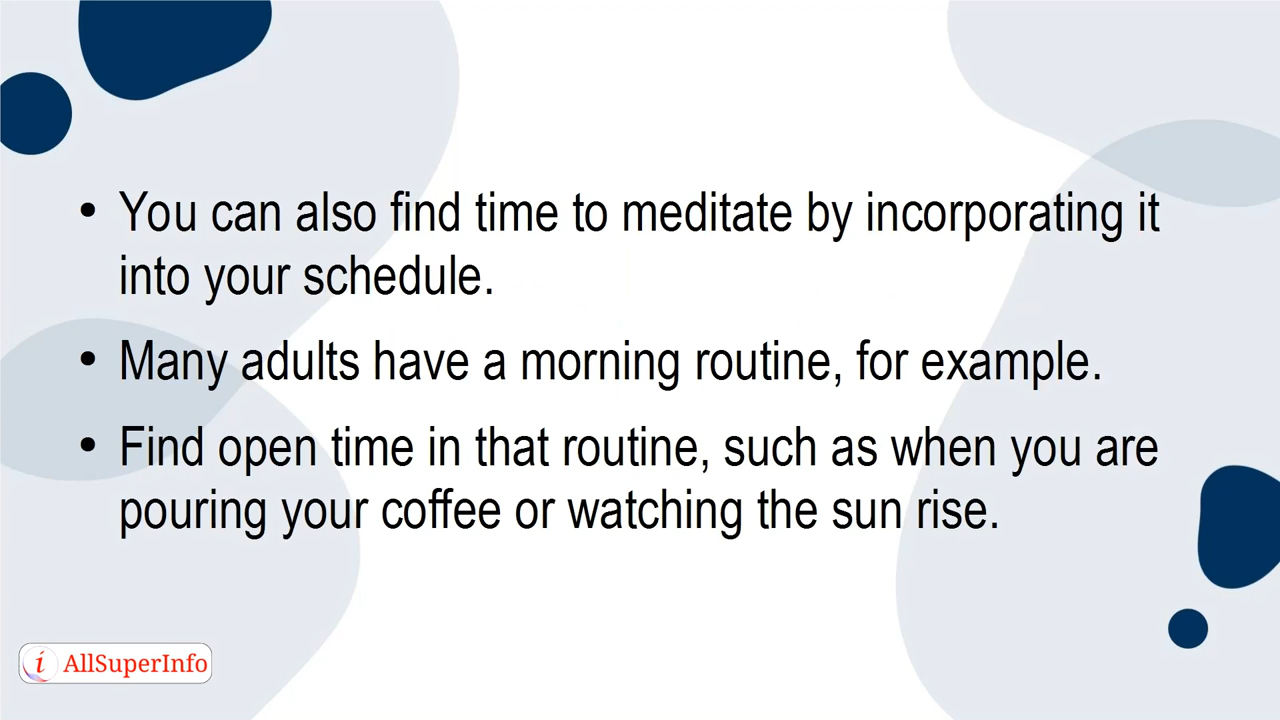 • You can also find time to meditate by incorporating it
into your schedule.
• Many adults have a morning routine, for example.
• Find open time in that routine, such as when you are
pouring your coffee or watching the sun rise.
i AllSuperInfo